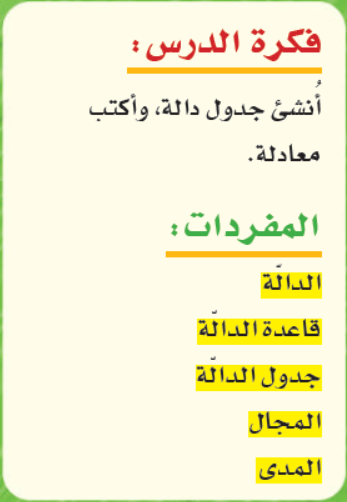 فكرة الدرس :
أُنشئ جدول دالة، وأكتب
معادلة.
المفردات :
الدالّة
قاعدة الدالّة
جدول الدالّة
المجال
المدى